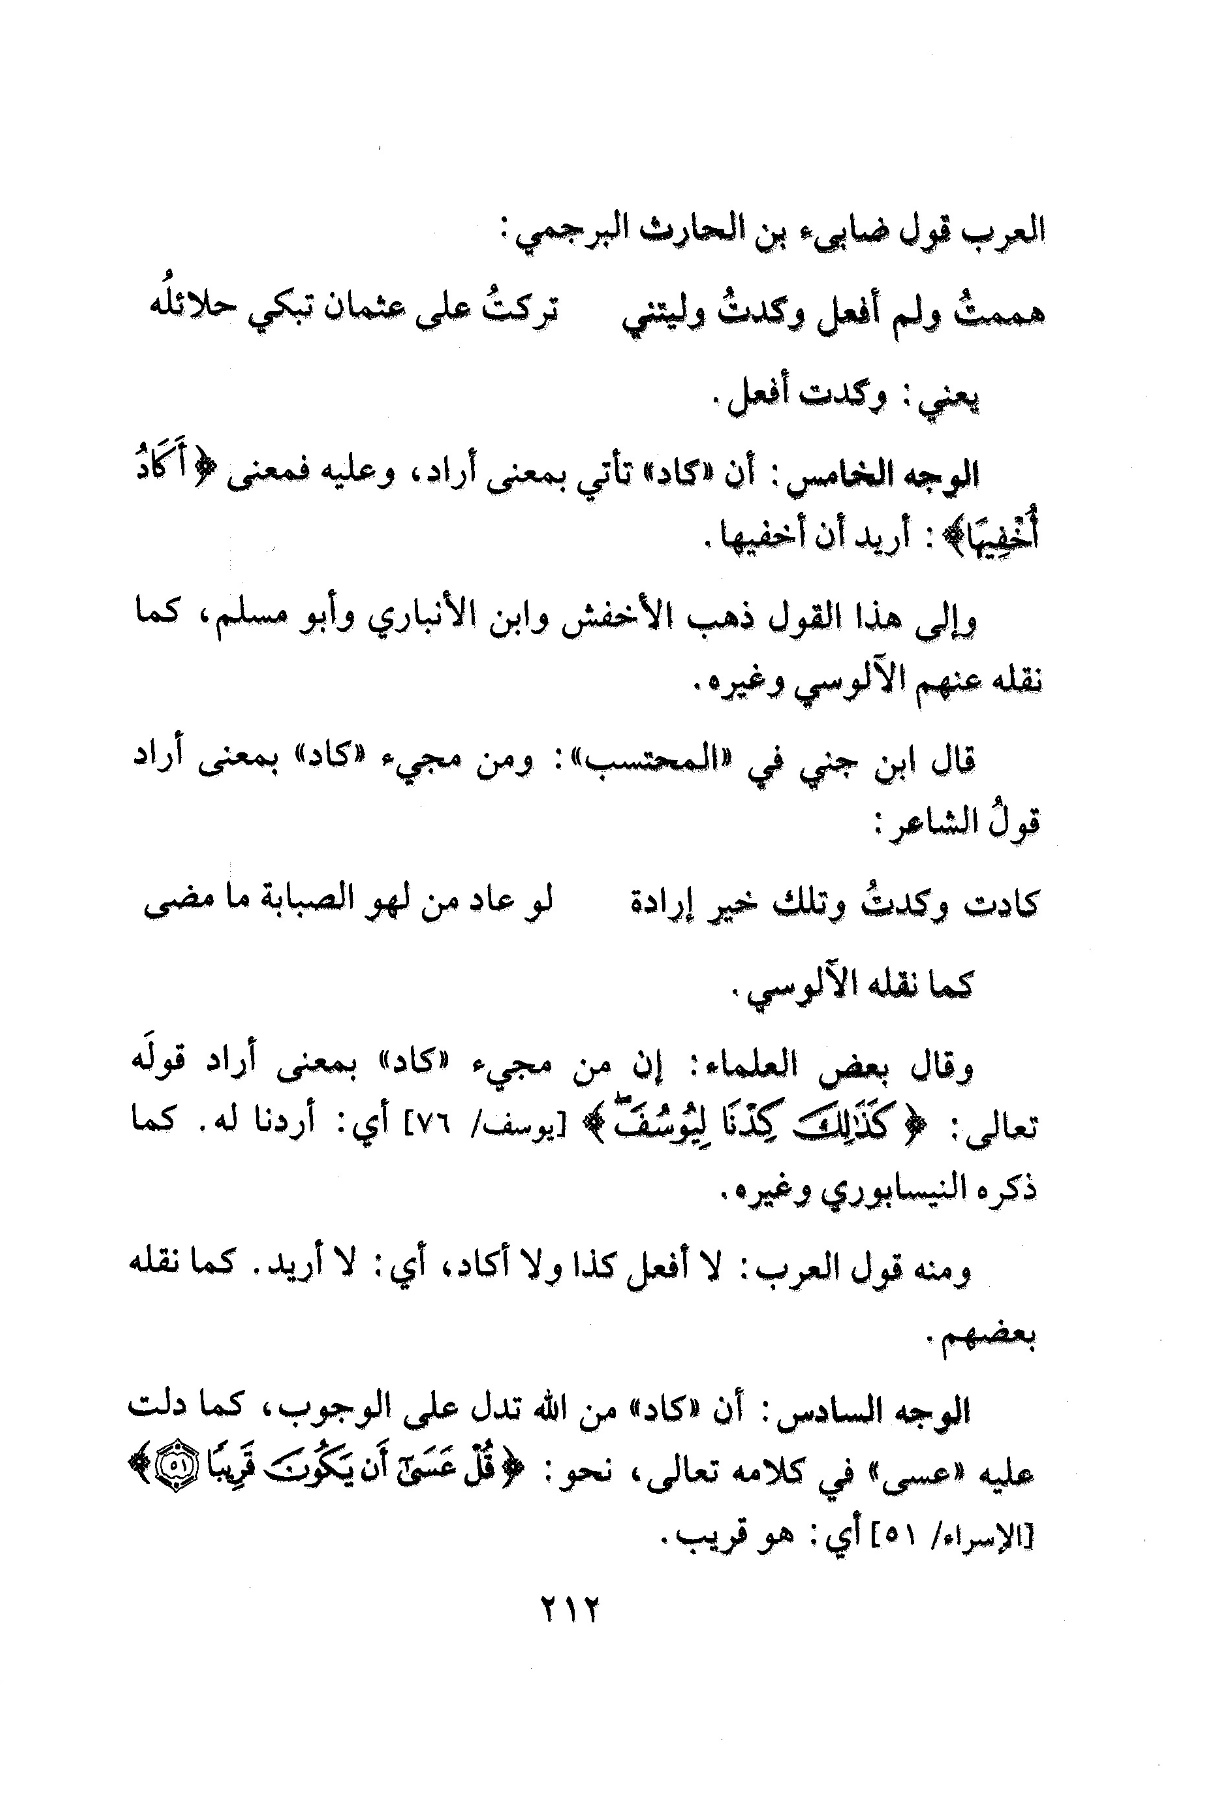 العرب قول ضابىء بن الحارث البرجمي:
هممتُ ولم أفعل وكدتُ وليتني تركتُ على عثمان تبكي حلائلُه
يعني: وكدت أفعل.
الوجه الخامس: أن «كاد» تأتي بمعنى أراد، وعليه فمعنى ﴿أَكَادُ
أُخْفِيهَا﴾: أريد أن أخفيها.
وإلى هذا القول ذهب الأخفش وابن الأنباري وأبو مسلم، كما
نقله عنهم الآلوسي وغيره.
قال ابن جني في «المحتسب»: ومن مجيء «كاد» بمعنى أراد
قولُ الشاعر:
كادت وكدتُ وتلك خير إرادة لو عاد من لهو الصبابة ما مضى
كما نقله الآلوسي.
وقال بعض العلماء: إن من مجيء «كاد» بمعنى أراد قولَه
تعالى: ﴿كَذَٰلِكَ كِدْنَا لِيُوسُفَۖ﴾ [يوسف/ ٧٦] أي: أردنا له. كما
ذكره النيسابوري وغيره.
ومنه قول العرب: لا أفعل كذا ولا أكاد، أي: لا أريد. كما نقله
بعضهم.
الوجه السادس: أن «كاد» من الله تدل على الوجوب، كما دلت
عليه «عسى» في كلامه تعالى، نحو: ﴿قُلْ عَسَىٰٓ أَن يَكُونَ قَرِيبًا ٥١﴾
[الإسراء/ ٥١] أي: هو قريب.
٢١٢